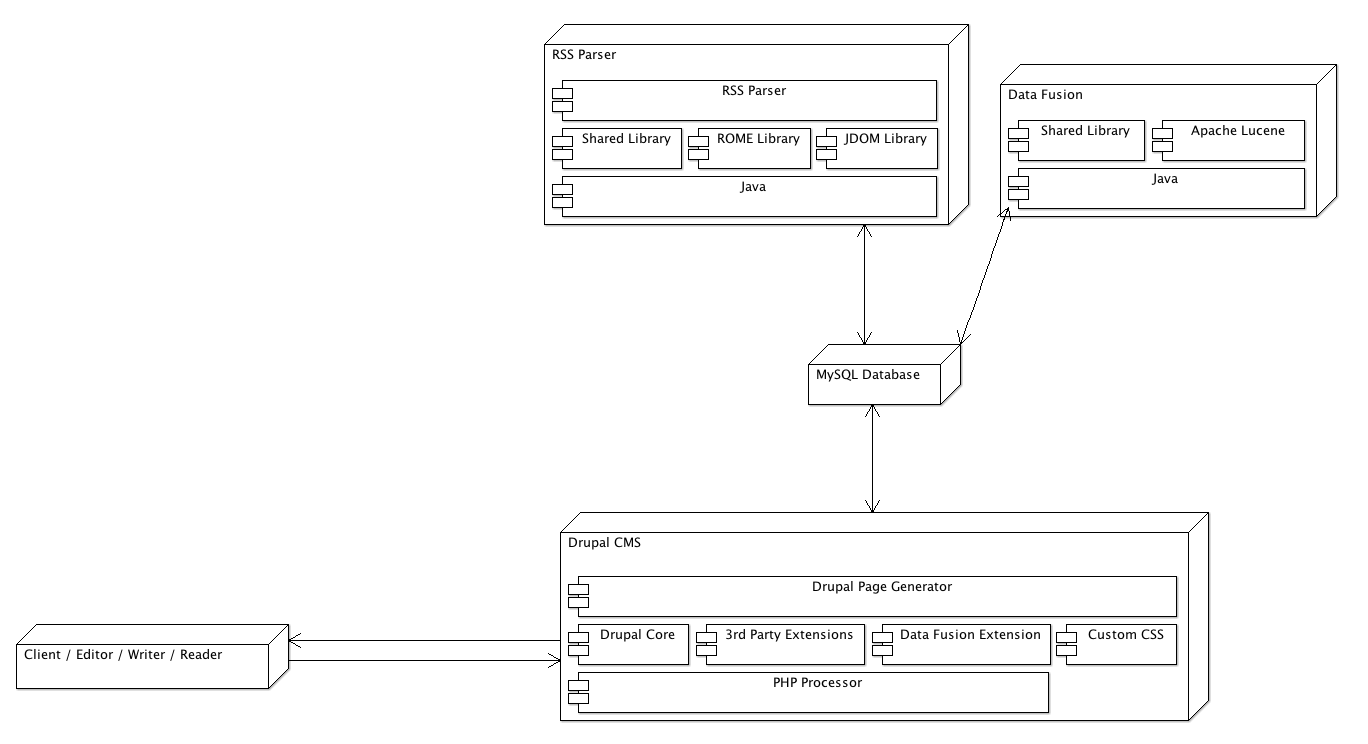 RSS Parser
RSS Parser
Shared Library
ROME Library
JDOM Library
Java
Data Fusion
Shared Library
Apache Lucene
Java
MySQL Database
Drupal CMS
Drupal Page Generator
Drupal Core
3rd Party Extensions
Data Fusion Extension
Custom CSS
PHP Processor
Client / Editor / Writer / Reader